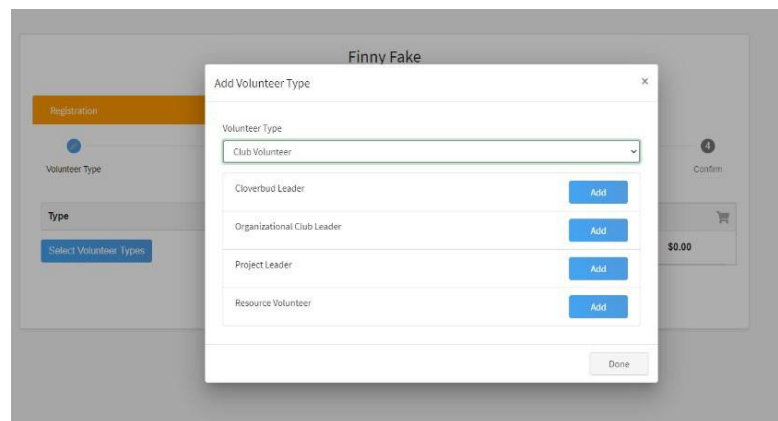 Finny Fake
Add Volunteer Type ×
Registration
Volunteer Type
Club Volunteer
4
Volunteer Type
Confirm
Cloverbud Leader Add
Type
Organizational Club Leader Add
Select Volunteer Types
$0.00
Project Leader Add
Resource Volunteer Add
Done